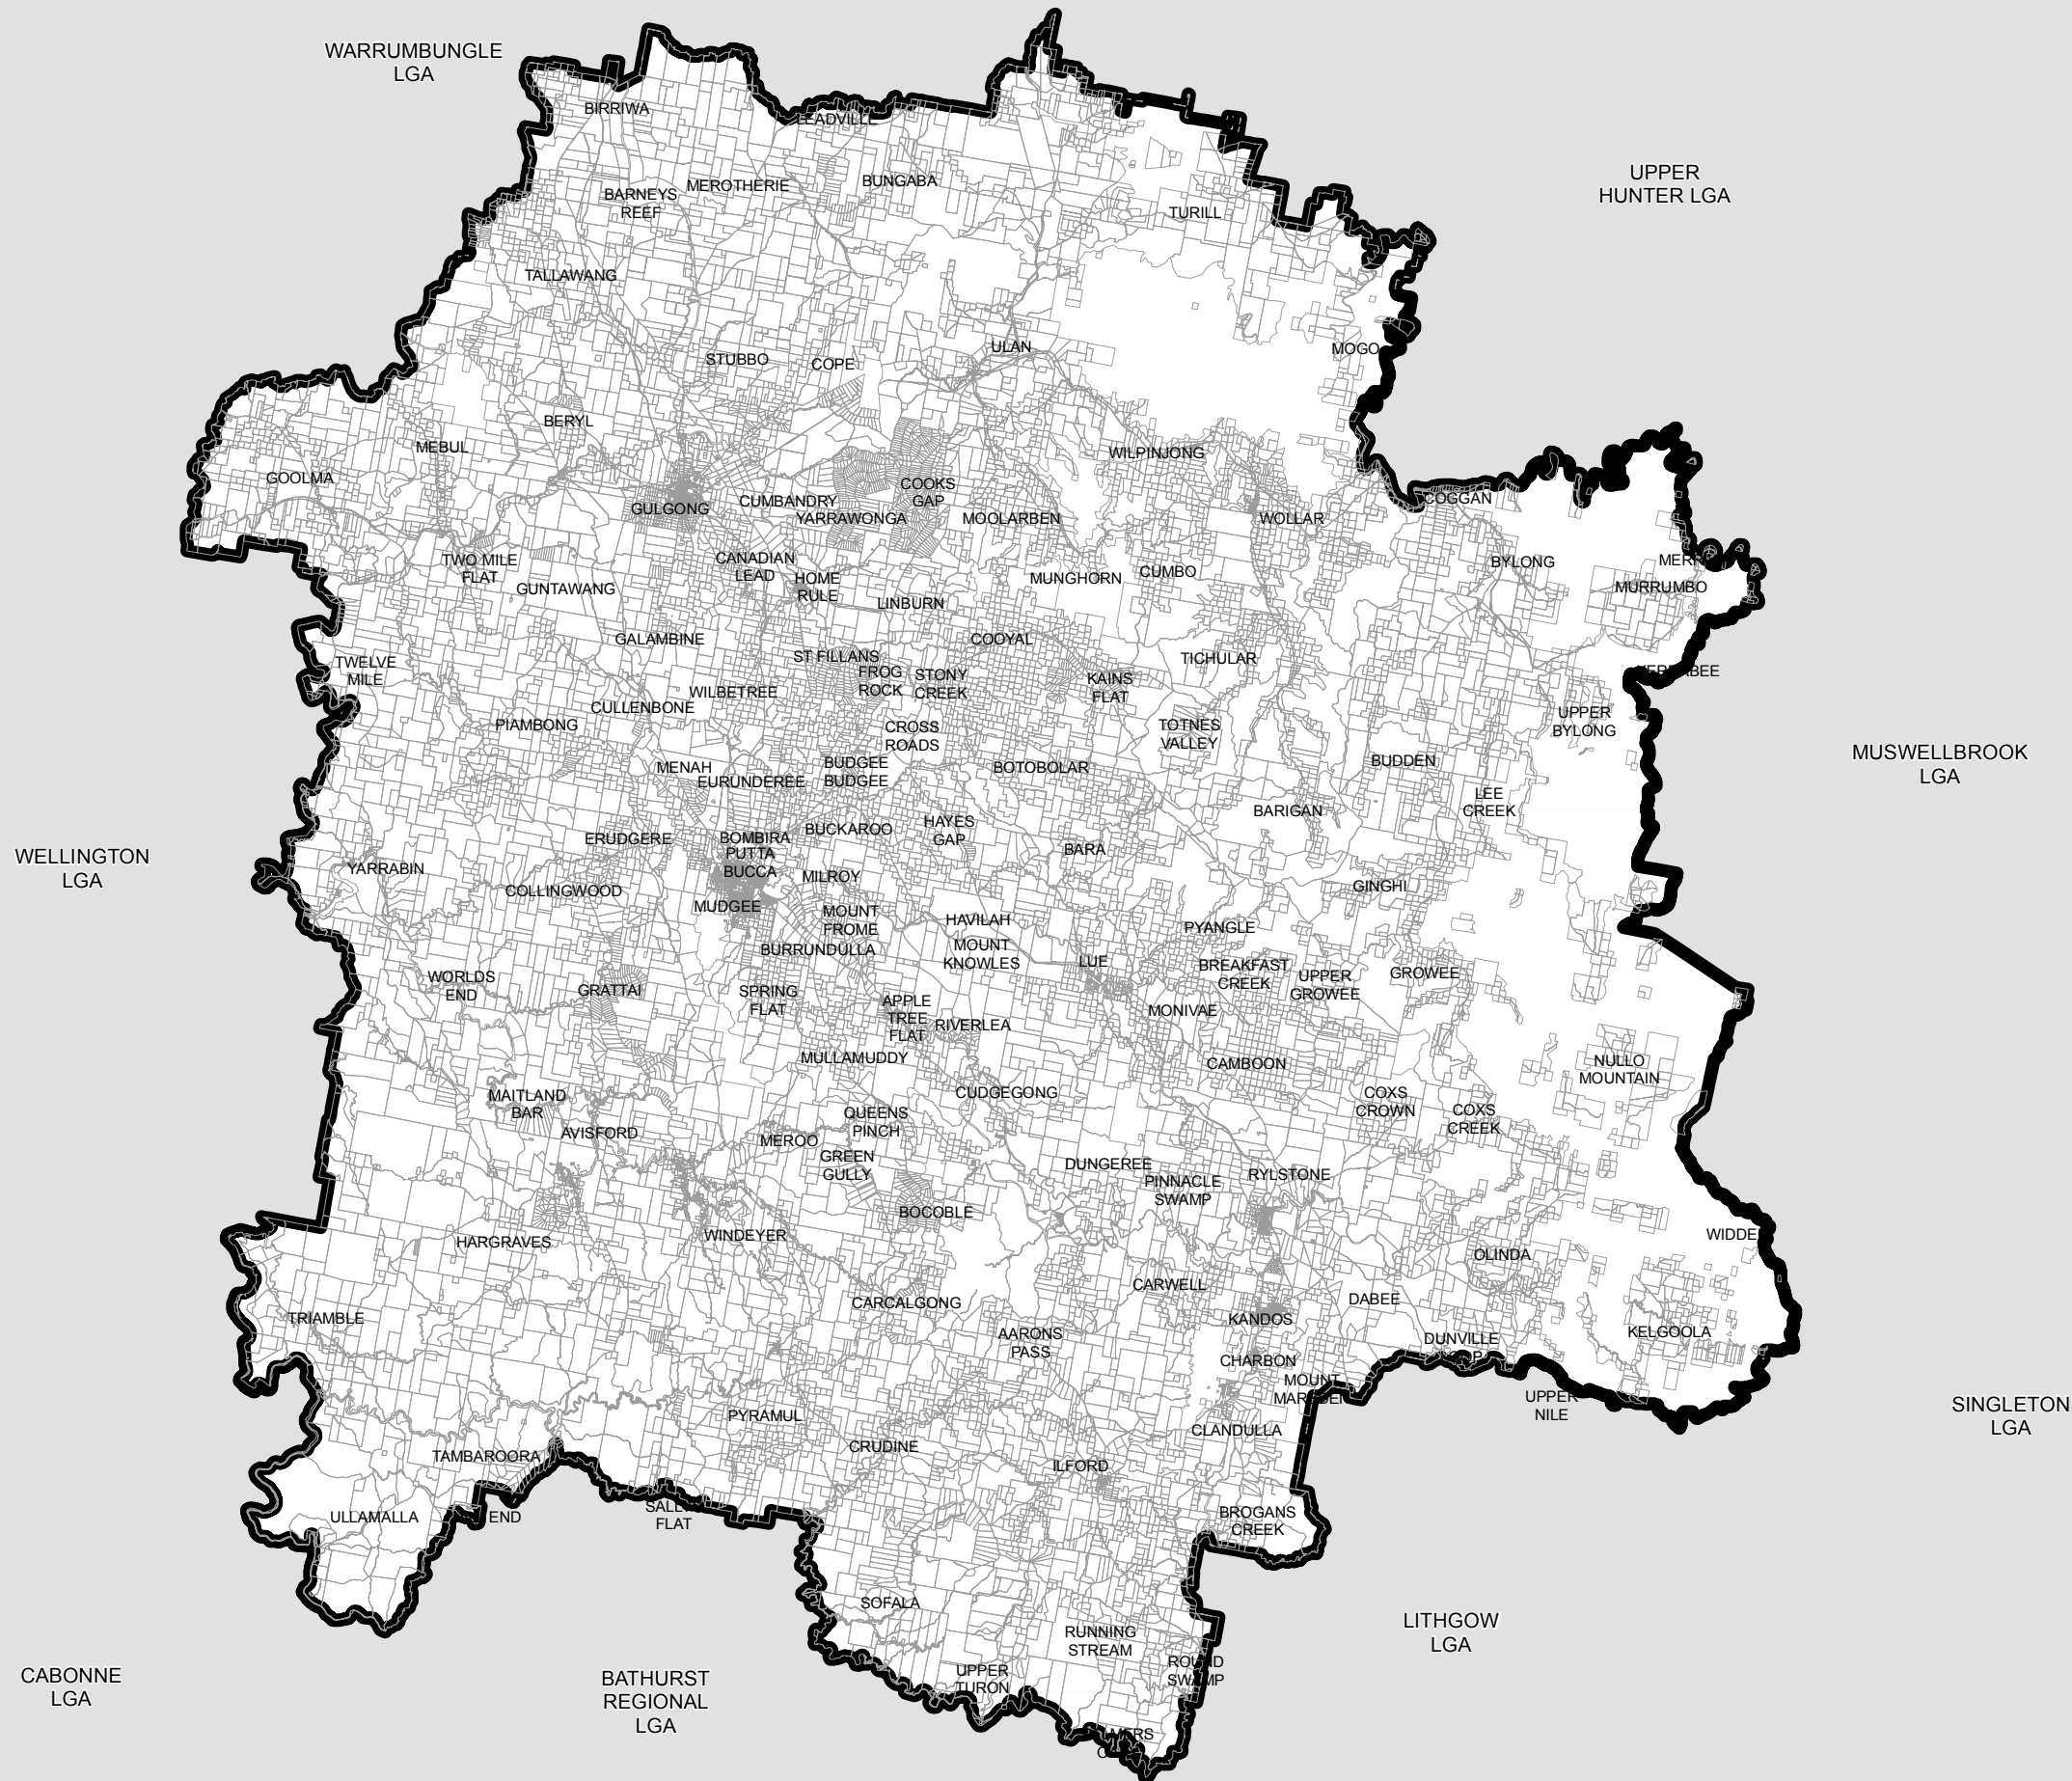 WARRUMBUNGLE
LGA
BIRRIWA
LEADVILLE
UPPER
HUNTER LGA
BARNEYS
REEF
MEROTHERIE
BUNGABA
TURILL
TALLAWANG
STUBBO
COPE
ULAN
MOGO
BERYL
MEBUL
GOOLMA
WILPINJONG
GULGONG
CUMBANDRY
YARRAWONGA
COOKS
GAP
MOOLARBEN
WOLLAR
COGGAN
TWO MILE
FLAT
GUNTAWANG
CANADIAN
LEAD
HOME
RULE
LINBURN
MUNGHORN
CUMBO
BYLONG
MURRUMBO
GALAMBINE
ST FILLANS
FROG
ROCK
STONY
CREEK
COOYAL
KAINS
FLAT
TICHULAR
TWELVE
MILE
WILBETREE
CULLENBONE
PIAMBONG
CROSS
ROADS
TOTNES
VALLEY
UPPER
BYLONG
MUSWELLBROOK
LGA
MENAH
EURUNDEREE
BUDGEE
BUDGEE
BOTOBOLAR
BUDDEN
LEE
CREEK
BARIGAN
WELLINGTON
LGA
ERUDGERE
BOMBIRA
PUTTA
BUCCA
BUCKAROO
HAYES
GAP
BARA
YARRABIN
COLLINGWOOD
MILROY
GINGHI
MUDGEE
MOUNT
FROME
BURRUNDULLA
HAVILAH
MOUNT
KNOWLES
PYANGLE
LUE
BREAKFAST
CREEK
UPPER
GROWEE
GROWEE
WORLDS
END
GRATTAI
SPRING
FLAT
APPLE
TREE
FLAT
RIVERLEA
MONIVAE
MULLAMUDDY
CAMBOON
NULLO
MOUNTAIN
MAITLAND
BAR
CUDGEGONG
COXS
CROWN
COXS
CREEK
AVISFORD
MEROO
QUEENS
PINCH
GREEN
GULLY
DUNGEREE
PINNACLE
SWAMP
RYLSTONE
BOCOBLE
HARGRAVES
WINDEYER
OLINDA
WIDDE
CARWELL
CARCALGONG
DABEE
TRIAMBLE
AARONS
PASS
KANDOS
KELGOOLA
DUNVILLE
CHARBON
MOUNT
UPPER
NILE
SINGLETON
LGA
PYRAMUL
CLANDULLA
CRUDINE
TAMBAROORA
ILFORD
ULLAMALLA
END
FLAT
BROGANS
CREEK
SOFALA
RUNNING
STREAM
LITHGOW
LGA
ROUND
SWAMP
UPPER
TURON
CABONNE
LGA
BATHURST
REGIONAL
LGA